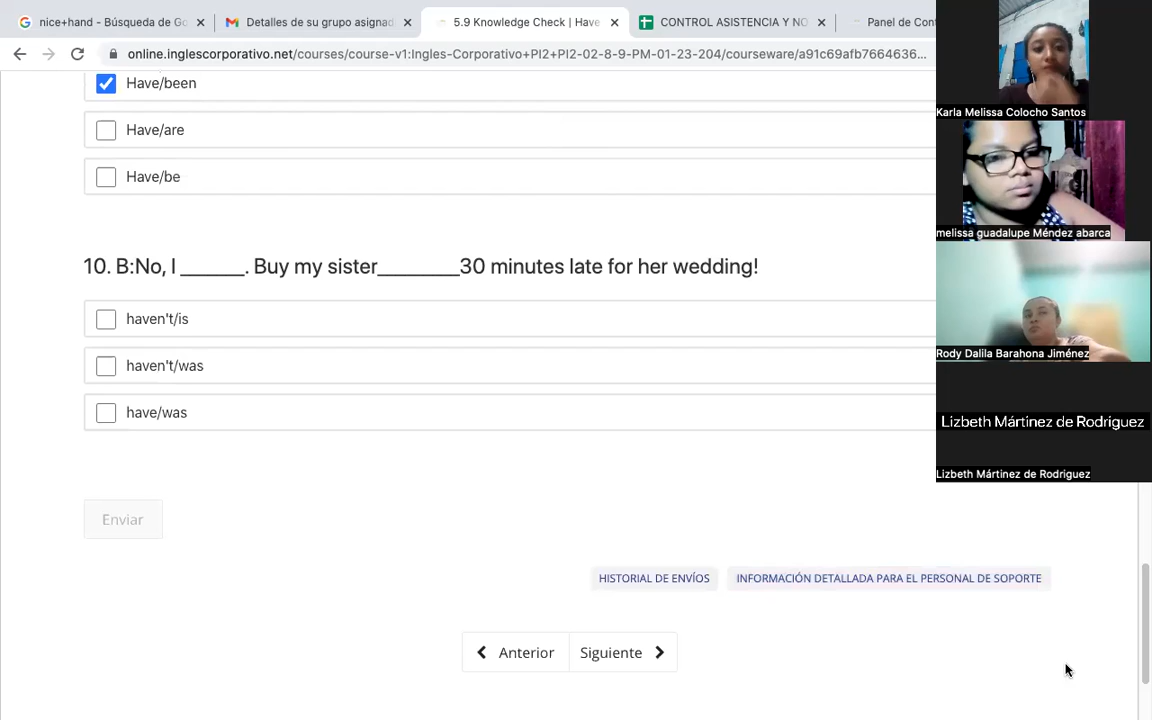 nice+hand - Búsqueda de Go
Detalles de su grupo asignad
5.9 Knowledge Check | Have
CONTROL ASISTENCIA Y NO
Panel de Cont
online.inglescorporativo.net/courses/course-v1:Ingles-Corporativo+PI2+PI2-02-8-9-PM-01-23-204/courseware/a91c69afb7664636...
Have/been
Have/are
Have/be
10. B:No, I ______. Buy my sister________30 minutes late for her wedding!
haven't/is
haven't/was
have/was
Enviar
HISTORIAL DE ENVÍOS
INFORMACIÓN DETALLADA PARA EL PERSONAL DE SOPORTE
Anterior
Siguiente
Karla Melissa Colocho Santos
melissa guadalupe Méndez abarca
Rody Dalila Barahona Jiménez
Lizbeth Mártinez de Rodriguez
Lizbeth Mártinez de Rodriguez